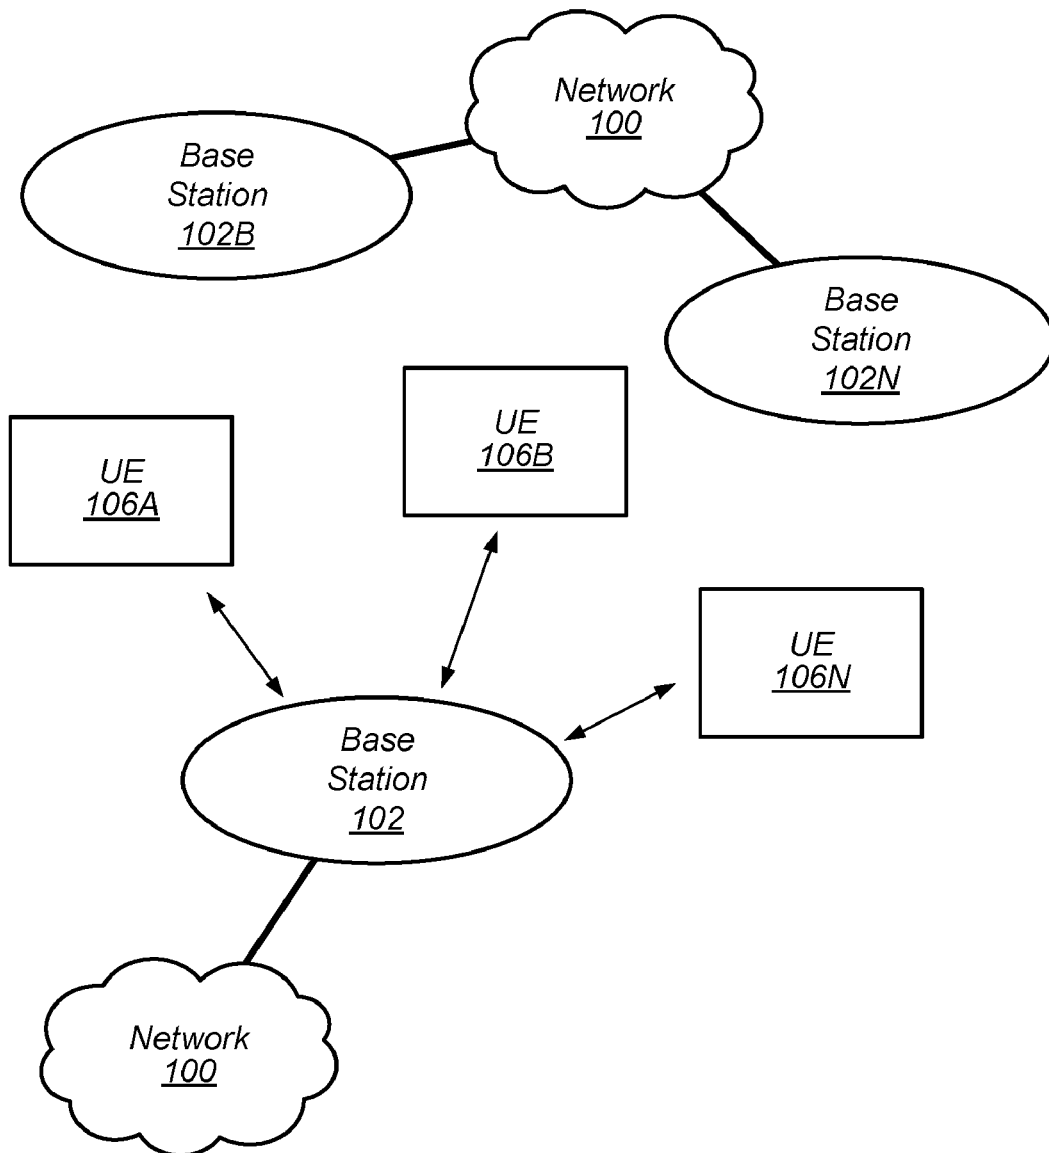 Network
100
Base
Station
102B
Base
Station
102N
UE
106B
UE
106A
UE
106N
Base
Station
102
Network
100